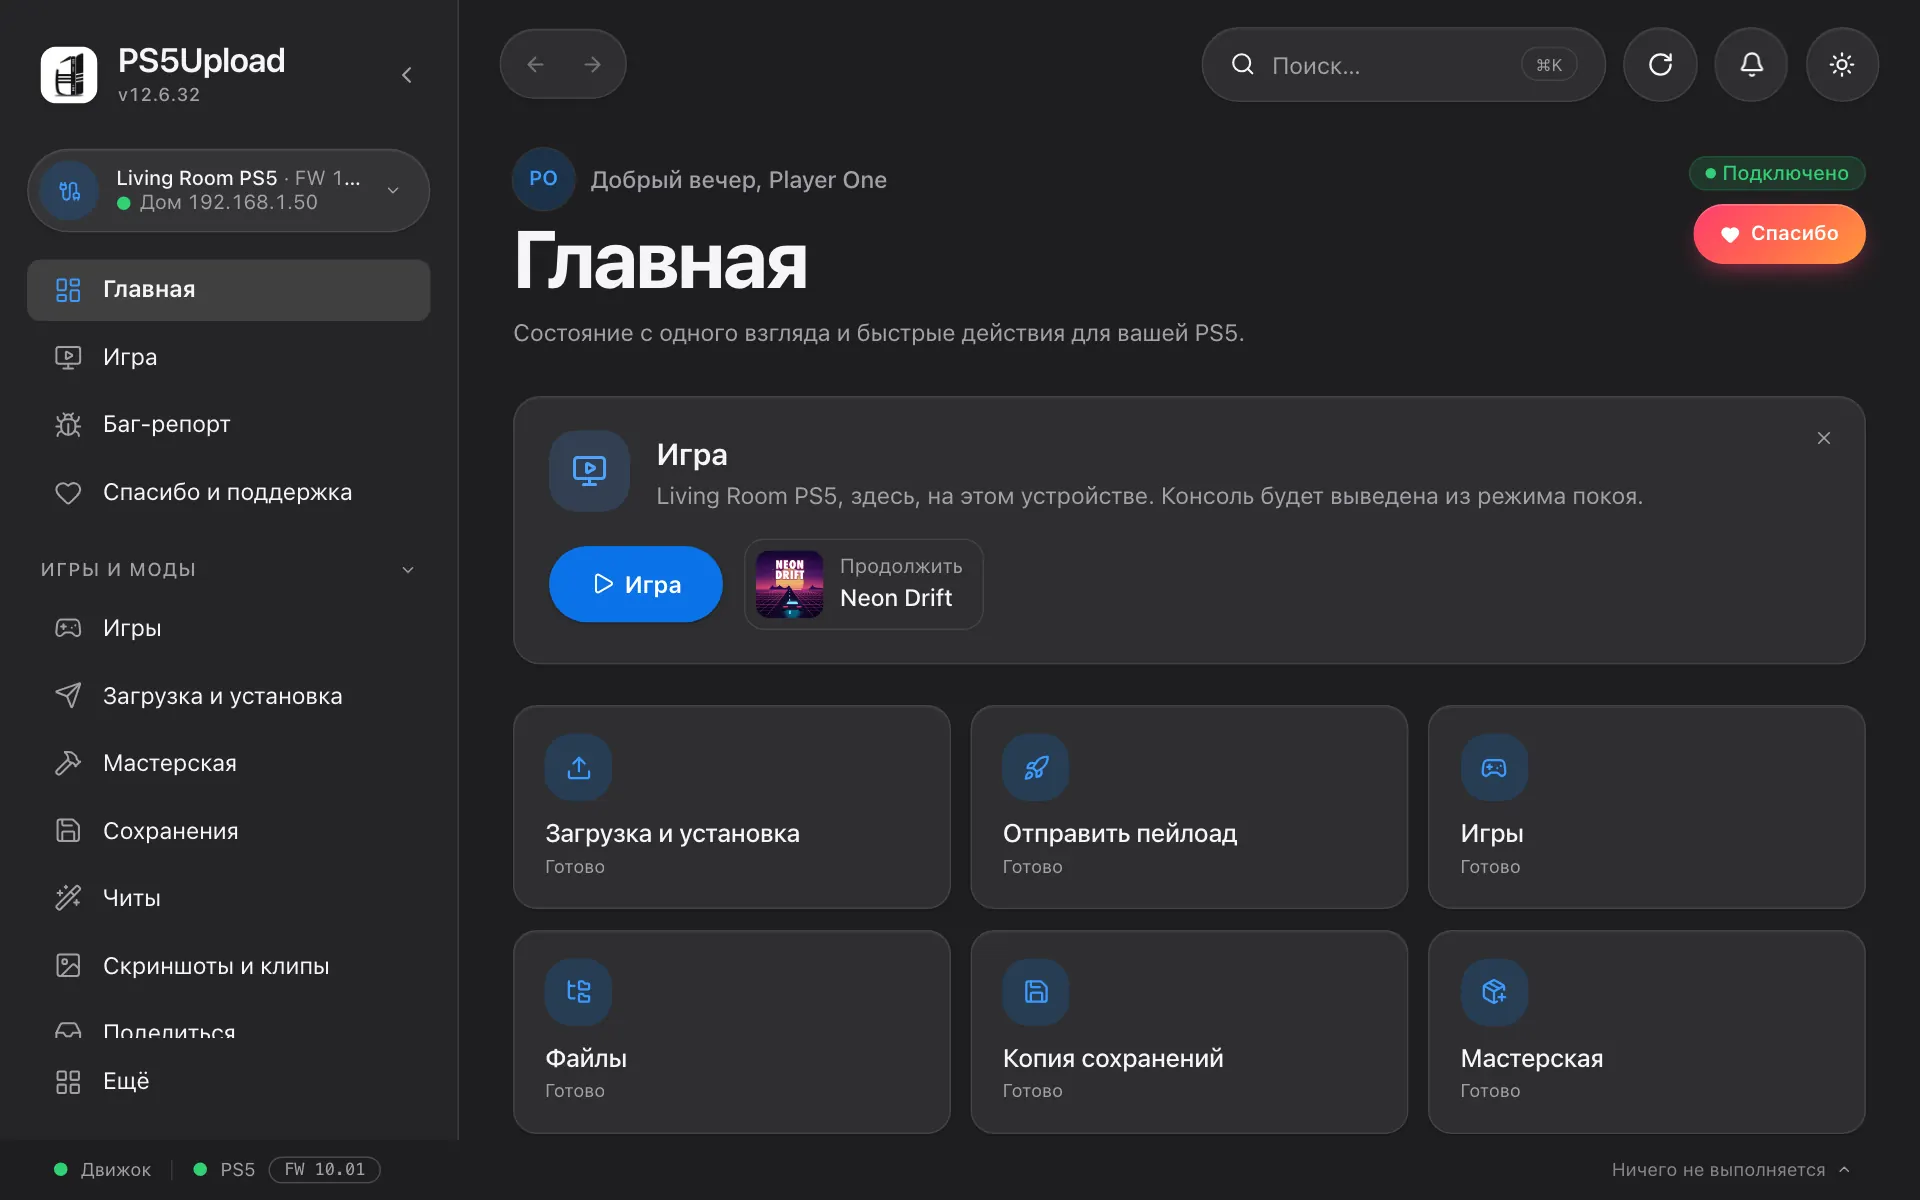 PS5Upload
v12.6.32
Living Room PS5 · FW 1...
Дом 192.168.1.50
Главная
Игра
Баг-репорт
Спасибо и поддержка
ИГРЫ И МОДЫ
Игры
Загрузка и установка
Мастерская
Сохранения
Читы
Скриншоты и клипы
Поделиться
Ещё
Поиск...
⌘K
PO
Добрый вечер, Player One
Подключено
Спасибо
Главная
Состояние с одного взгляда и быстрые действия для вашей PS5.
Игра
Living Room PS5, здесь, на этом устройстве. Консоль будет выведена из режима покоя.
Игра
NEON
DRIFT
Продолжить
Neon Drift
Загрузка и установка
Готово
Отправить пейлоад
Готово
Игры
Готово
Файлы
Готово
Копия сохранений
Готово
Мастерская
Готово
Движок
PS5
FW 10.01
Ничего не выполняется